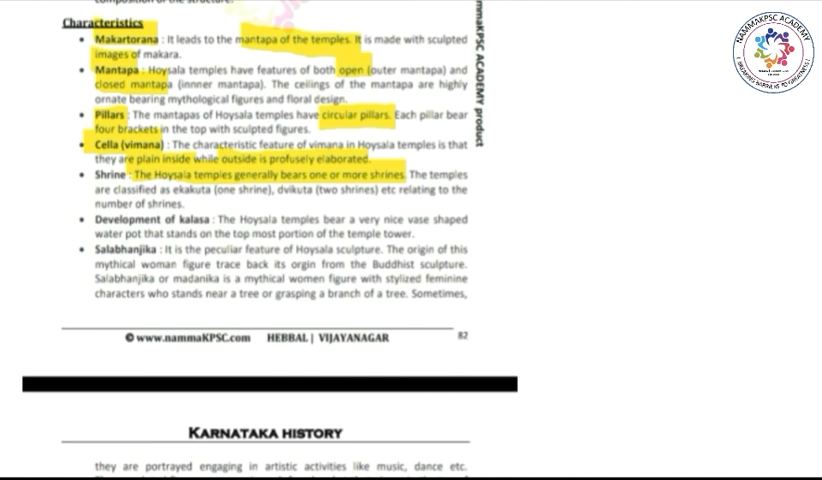 Characteristics
• Makartorana : It leads to the mantapa of the temples. It is made with sculpted
images of makara.
• Mantapa : Hoysala temples have features of both open (outer mantapa) and
closed mantapa (innner mantapa). The ceilings of the mantapa are highly
ornate bearing mythological figures and floral design.
• Pillars : The mantapas of Hoysala temples have circular pillars. Each pillar bear
four brackets in the top with sculpted figures.
• Cella (vimana) : The characteristic feature of vimana in Hoysala temples is that
they are plain inside while outside is profusely elaborated.
• Shrine : The Hoysala temples generally bears one or more shrines. The temples
are classified as ekakuta (one shrine), dvikuta (two shrines) etc relating to the
number of shrines.
• Development of kalasa : The Hoysala temples bear a very nice vase shaped
water pot that stands on the top most portion of the temple tower.
• Salabhanjika : It is the peculiar feature of Hoysala sculpture. The origin of this
mythical woman figure trace back its orgin from the Buddhist sculpture.
Salabhanjika or madanika is a mythical women figure with stylized feminine
characters who stands near a tree or grasping a branch of a tree. Sometimes,
© www.nammaKPSC.com HEBBAL | VIJAYANAGAR 82
KARNATAKA HISTORY
they are portrayed engaging in artistic activities like music, dance etc.
mmaKPSC ACADEMY product
NAMMAKPSC ACADEMY